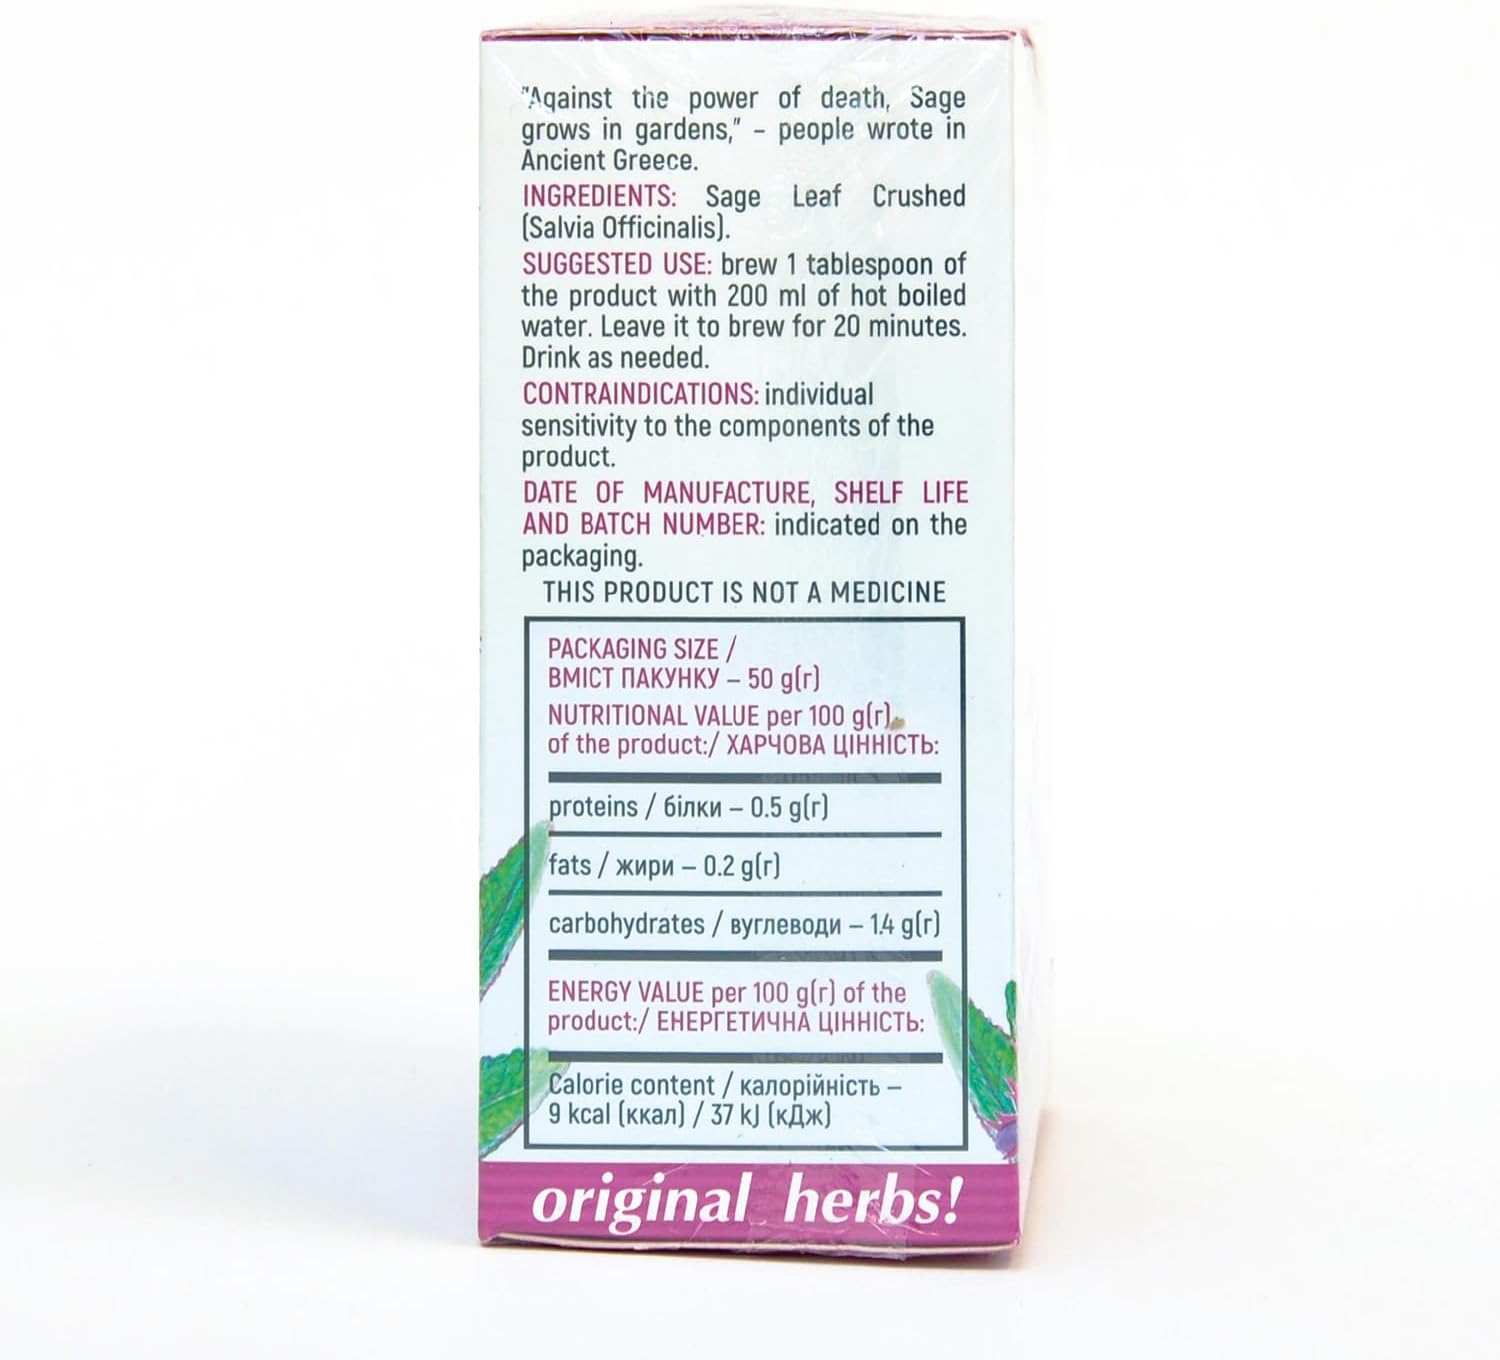 "Against the power of death, Sage
grows in gardens," – people wrote in
Ancient Greece.
INGREDIENTS: Sage Leaf Crushed
(Salvia Officinalis).
SUGGESTED USE: brew 1 tablespoon of
the product with 200 ml of hot boiled
water. Leave it to brew for 20 minutes.
Drink as needed.
CONTRAINDICATIONS: individual
sensitivity to the components of the
product.
DATE OF MANUFACTURE, SHELF LIFE
AND BATCH NUMBER: indicated on the
packaging.
THIS PRODUCT IS NOT A MEDICINE
PACKAGING SIZE /
ВМІСТ ПАКУНКУ – 50 g(г)
NUTRITIONAL VALUE per 100 g(г)
of the product:/ ХАРЧОВА ЦІННІСТЬ:
proteins / білки – 0.5 g(г)
fats / жири – 0.2 g(г)
carbohydrates / вуглеводи – 1.4 g(г)
ENERGY VALUE per 100 g(г) of the
product:/ ЕНЕРГЕТИЧНА ЦІННІСТЬ:
Calorie content / калорійність –
9 kcal (ккал) / 37 kJ (кДж)
original herbs!